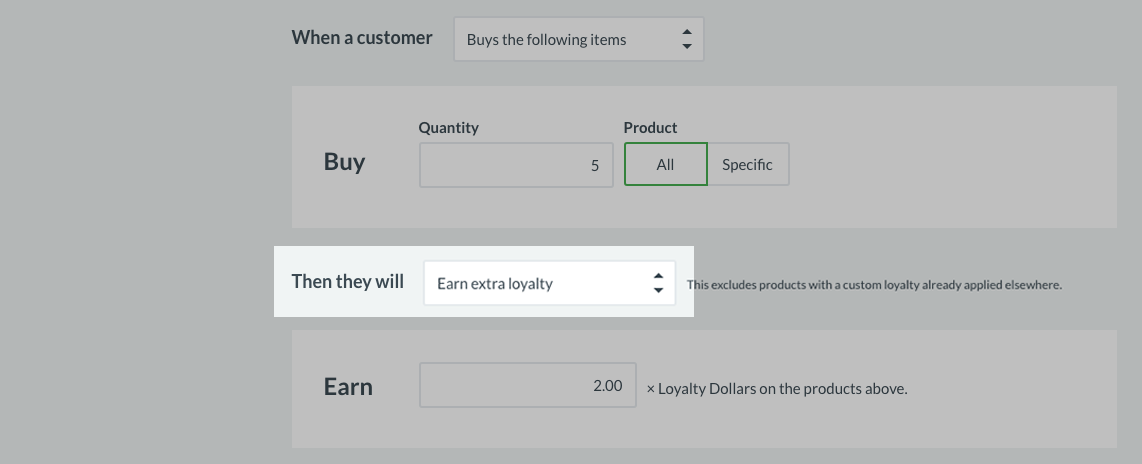 When a customer Buys the following items
Quantity Product
Buy 5 All Specific
Then they will Earn extra loyalty This excludes products with a custom loyalty already applied elsewhere.
Earn 2.00 × Loyalty Dollars on the products above.